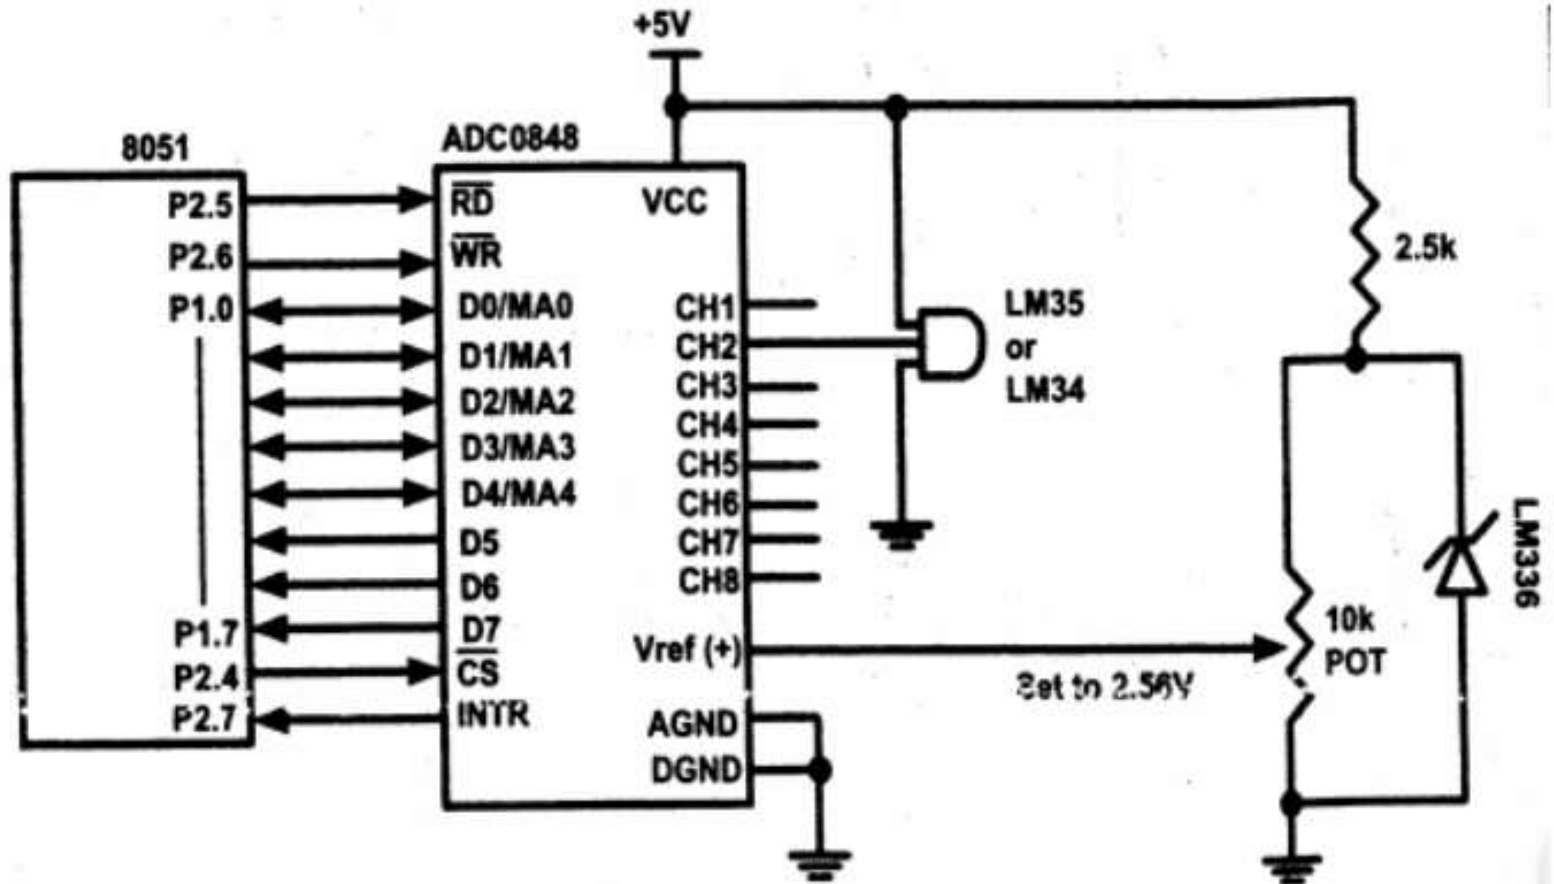 +5V
8051
ADC0848
P2.5
P2.6
P1.0
P1.7
P2.4
P2.7
RD
WR
D0/MA0
D1/MA1
D2/MA2
D3/MA3
D4/MA4
D5
D6
D7
CS
INTR
VCC
CH1
CH2
CH3
CH4
CH5
CH6
CH7
CH8
Vref (+)
AGND
DGND
LM35
or
LM34
2.5k
LM336
10k
POT
Set to 2.56V